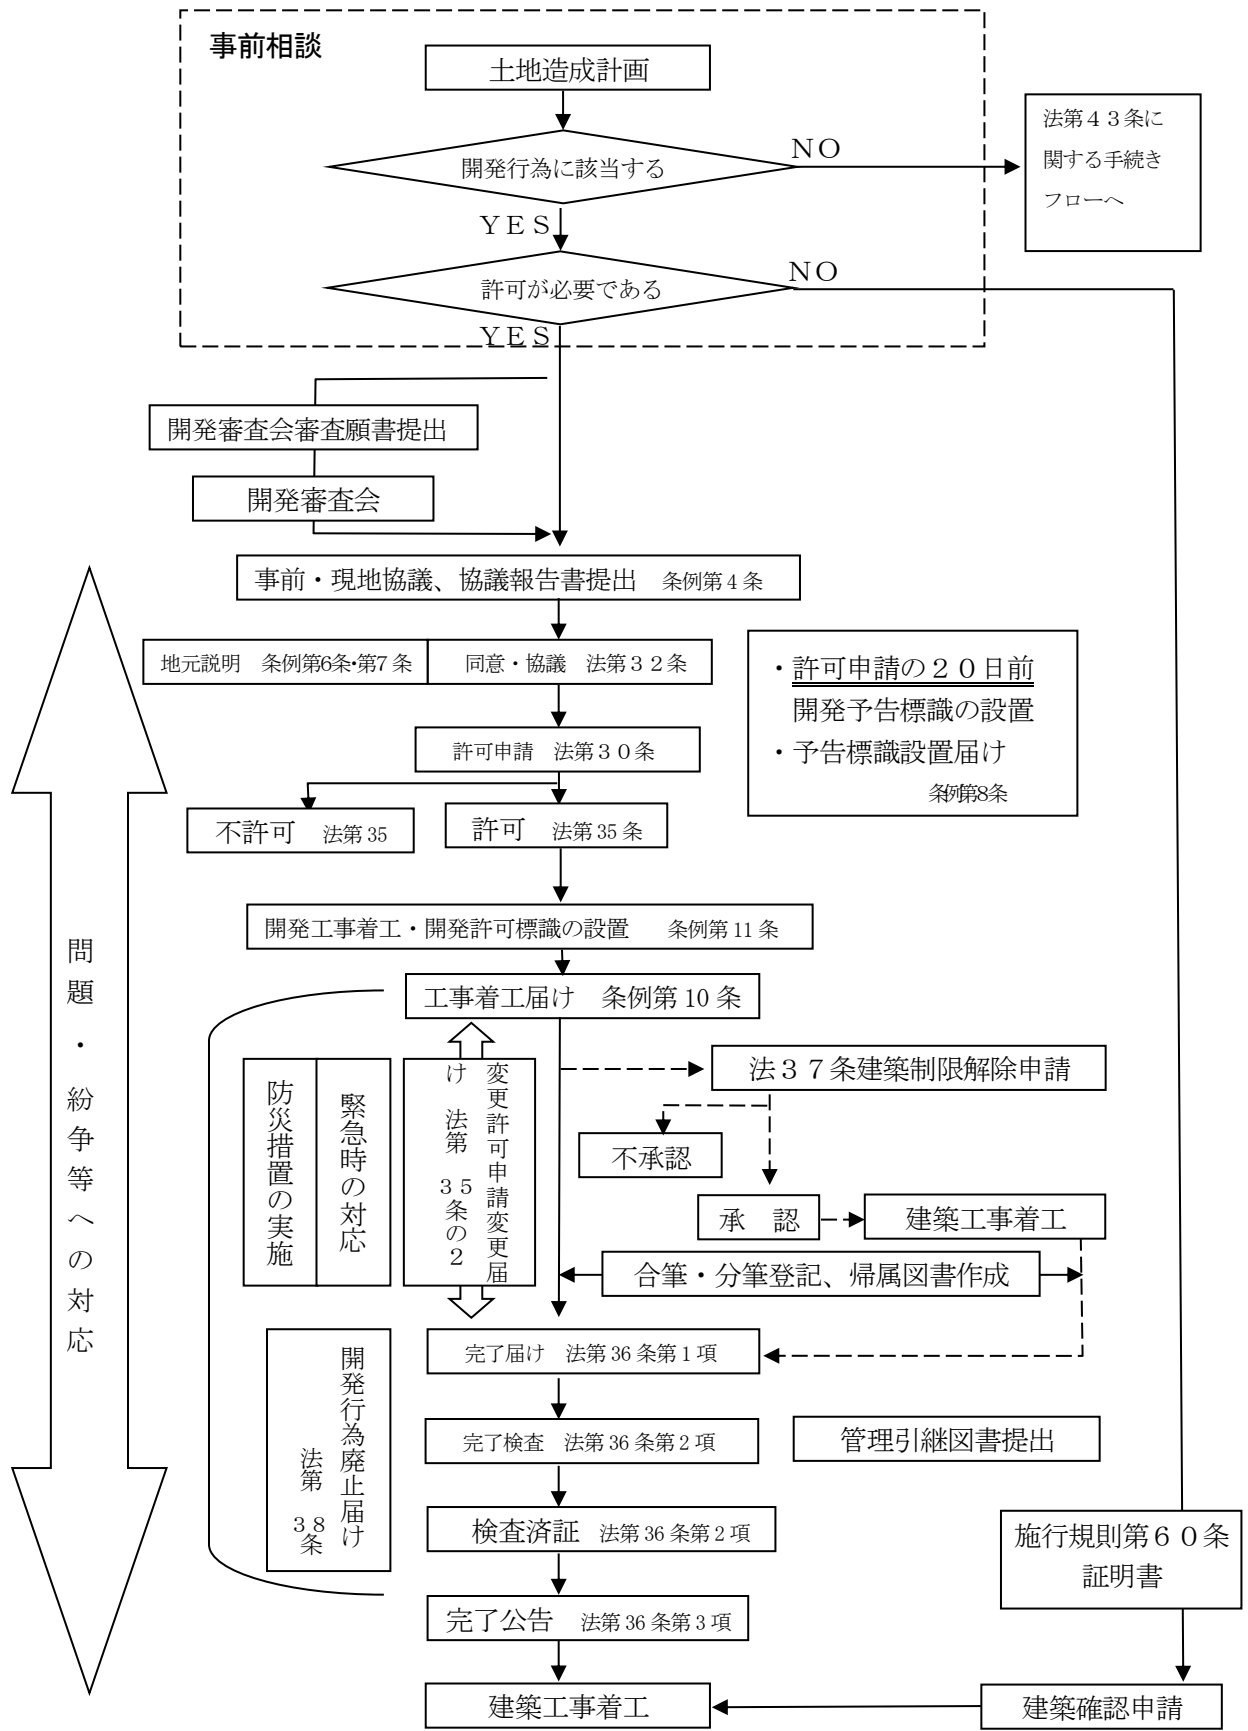 事前相談
土地造成計画
開発行為に該当する
NO
法第４３条に
関する手続き
フローへ
YES
許可が必要である
NO
YES
開発審査会審査願書提出
開発審査会
事前・現地協議、協議報告書提出　条例第4条
地元説明　条例第6条・第7条
同意・協議　法第３２条
・許可申請の２０日前
開発予告標識の設置
・予告標識設置届け
条例第8条
許可申請　法第３０条
不許可　法第35
許可　法第35条
開発工事着工・開発許可標識の設置　条例第11条
工事着工届け　条例第10条
問題・紛争等への対応
防災措置の実施
緊急時の対応
変更許可申請変更届
け　法第　３５条の２
法３７条建築制限解除申請
不承認
承　認
建築工事着工
合筆・分筆登記、帰属図書作成
開発行為廃止届け
法第　３８条
完了届け　法第36条第1項
完了検査　法第36条第2項
管理引継図書提出
検査済証　法第36条第2項
施行規則第６０条
証明書
完了公告　法第36条第3項
建築工事着工
建築確認申請